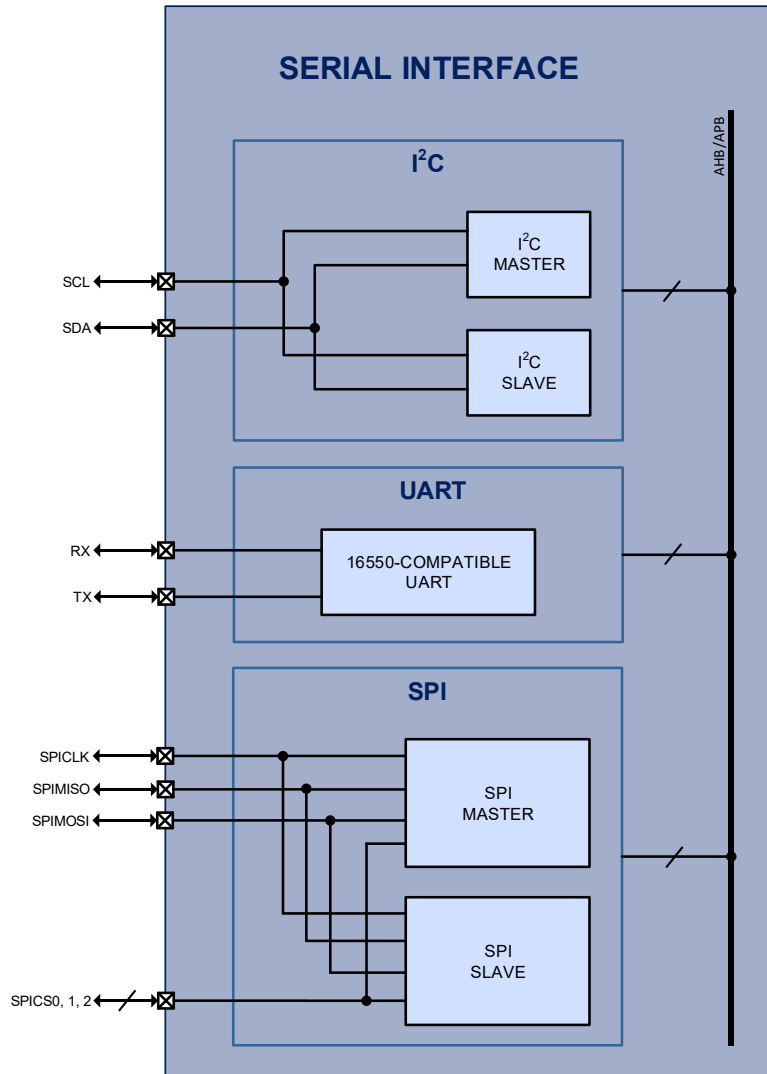 SERIAL INTERFACE
AHB/APB
I²C
I²C
MASTER
SCL
SDA
I²C
SLAVE
UART
RX
16550-COMPATIBLE
UART
TX
SPI
SPICLK
SPIMISO
SPI
MASTER
SPIMOSI
SPI
SLAVE
SPICS0, 1, 2